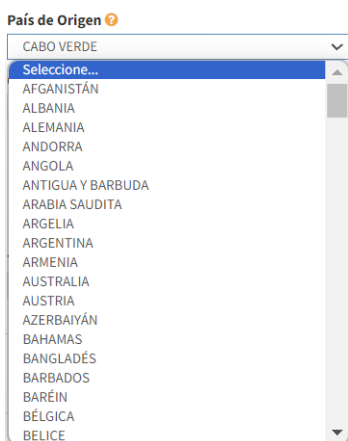 País de Origen ?
CABO VERDE
Seleccione...
AFGANISTÁN
ALBANIA
ALEMANIA
ANDORRA
ANGOLA
ANTIGUA Y BARBUDA
ARABIA SAUDITA
ARGELIA
ARGENTINA
ARMENIA
AUSTRALIA
AUSTRIA
AZERBAIYÁN
BAHAMAS
BANGLADÉS
BARBADOS
BARÉIN
BÉLGICA
BELICE